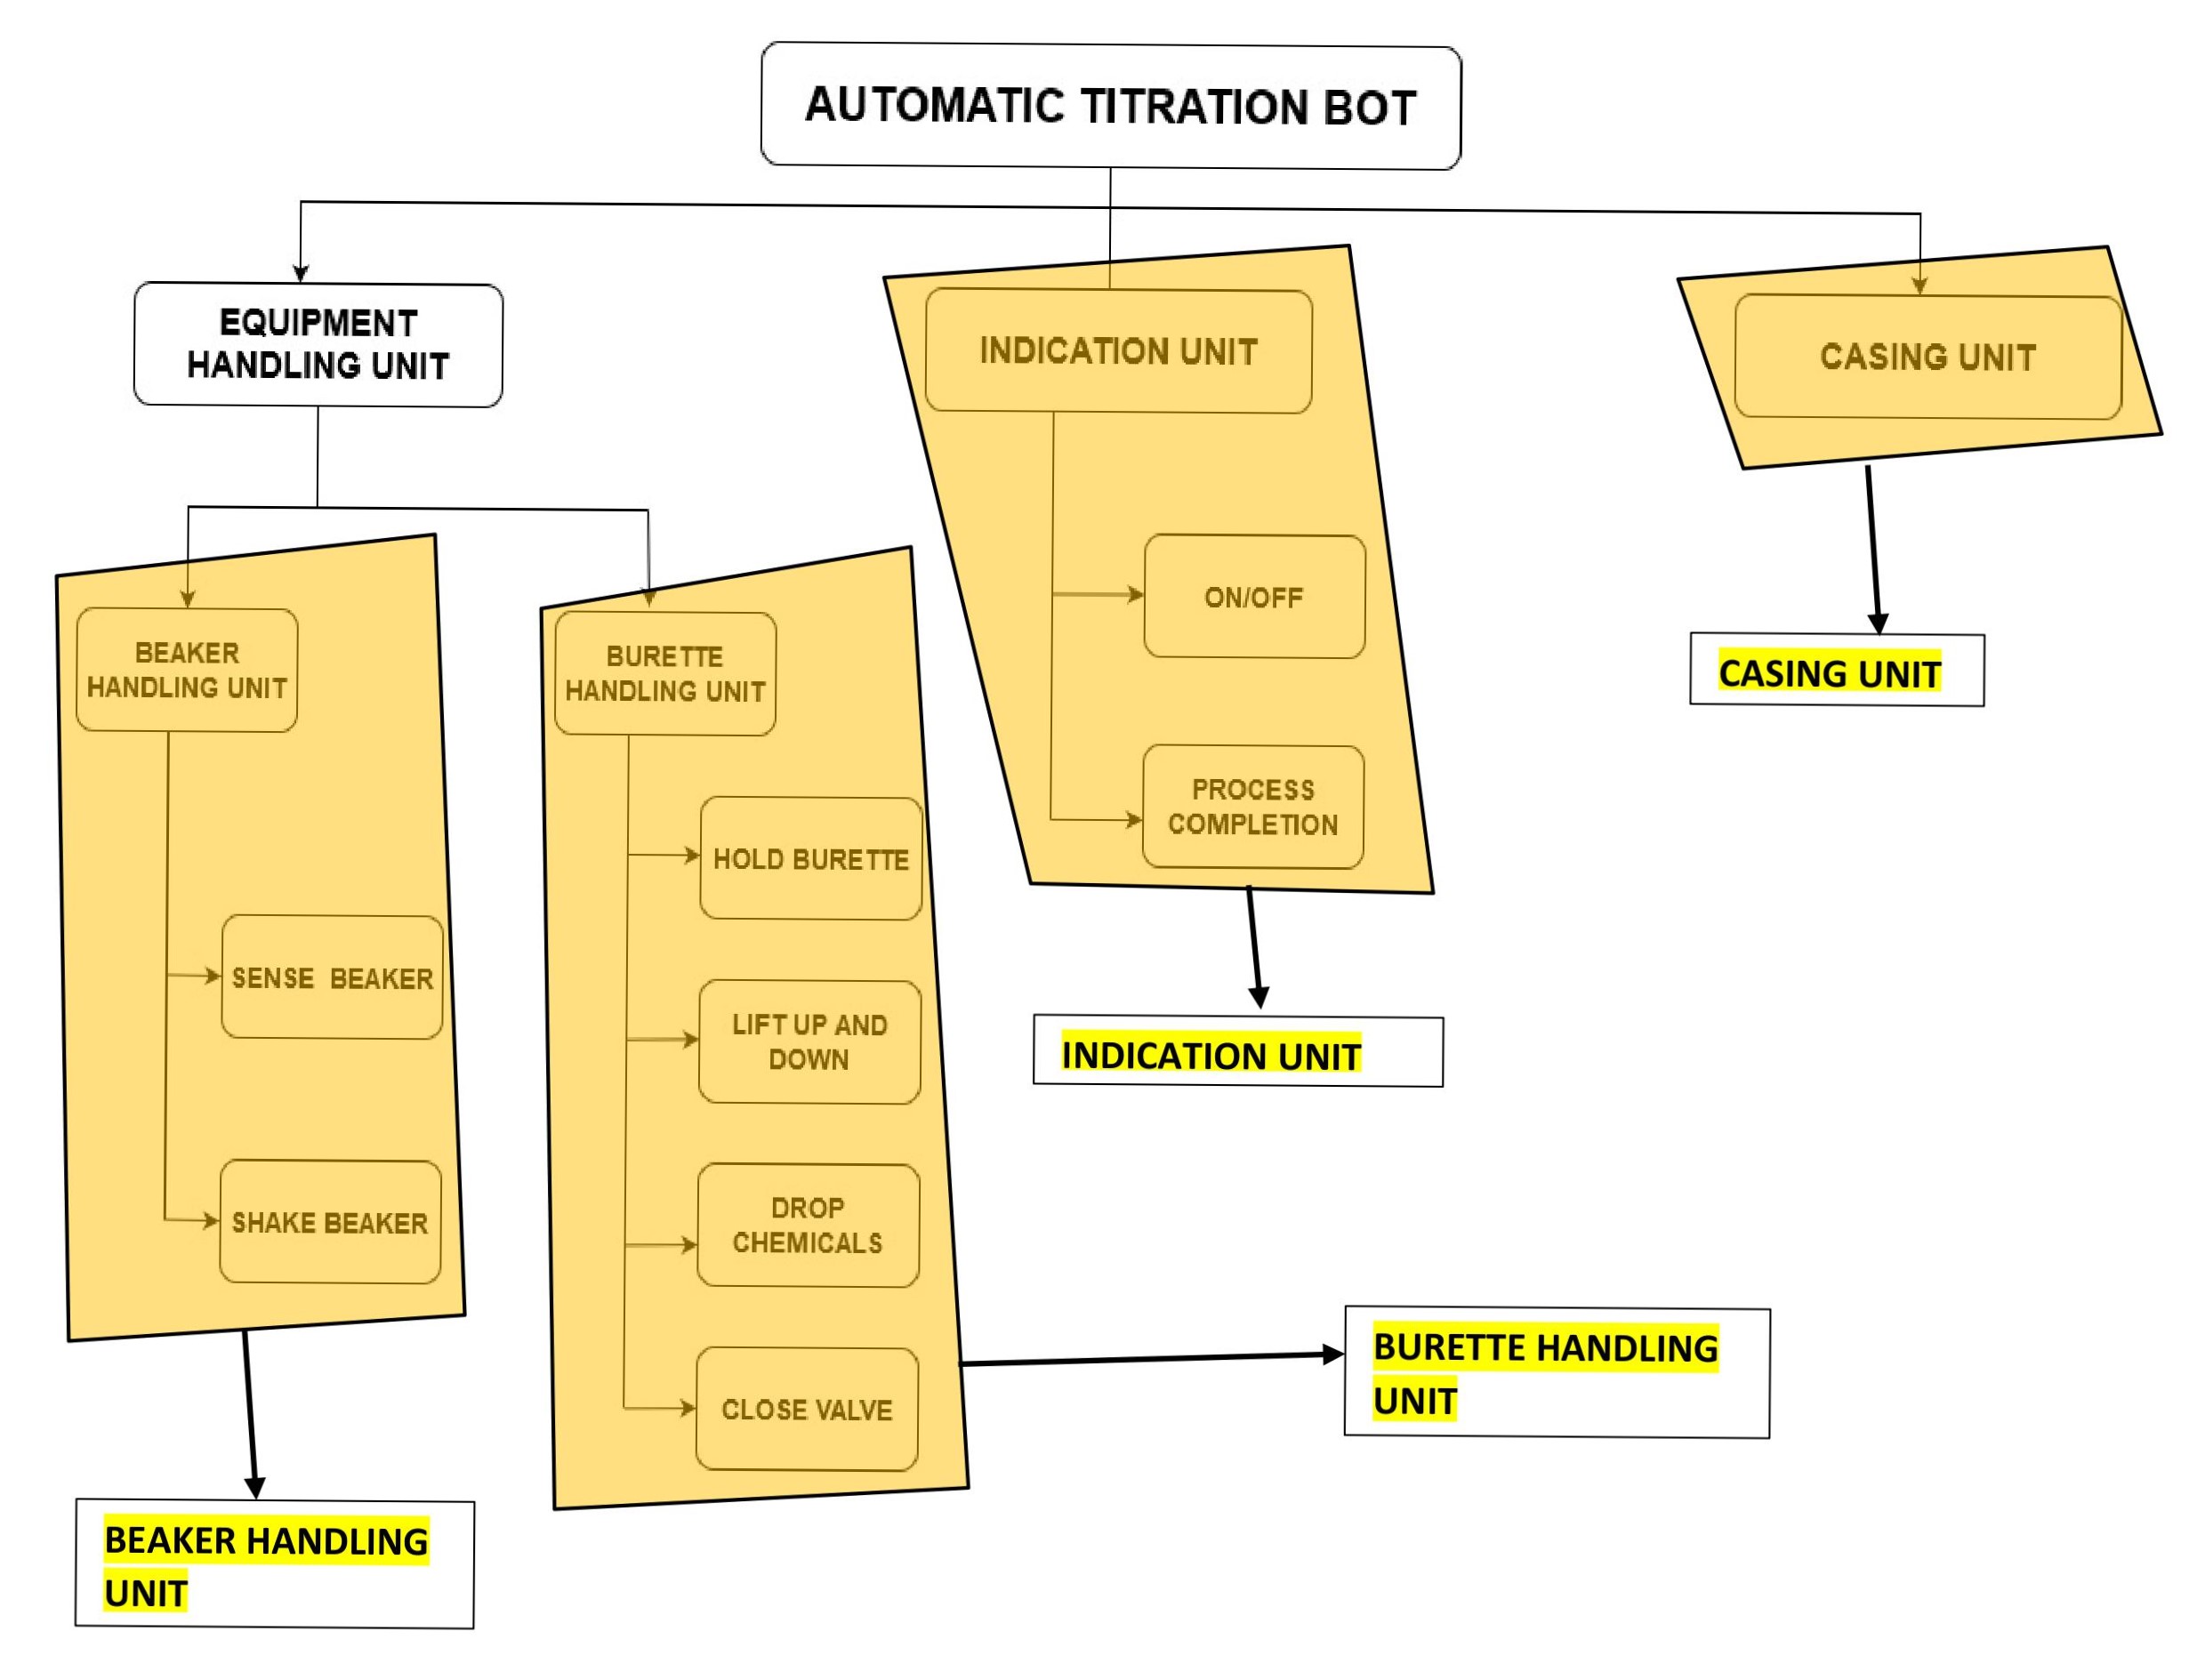 AUTOMATIC TITRATION BOT
EQUIPMENT
HANDLING UNIT
INDICATION UNIT
CASING UNIT
BEAKER
HANDLING UNIT
BURETTE
HANDLING UNIT
ON/OFF
PROCESS
COMPLETION
CASING UNIT
HOLD BURETTE
SENSE BEAKER
LIFT UP AND
DOWN
INDICATION UNIT
SHAKE BEAKER
DROP
CHEMICALS
CLOSE VALVE
BURETTE HANDLING
UNIT
BEAKER HANDLING
UNIT